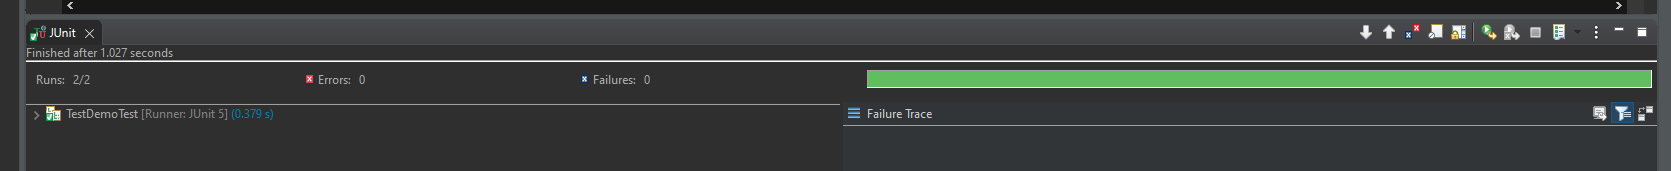 JUnit
Finished after 1.027 seconds
Runs: 2/2 Errors: 0 Failures: 0
TestDemoTest [Runner: JUnit 5] (0.379 s)
Failure Trace